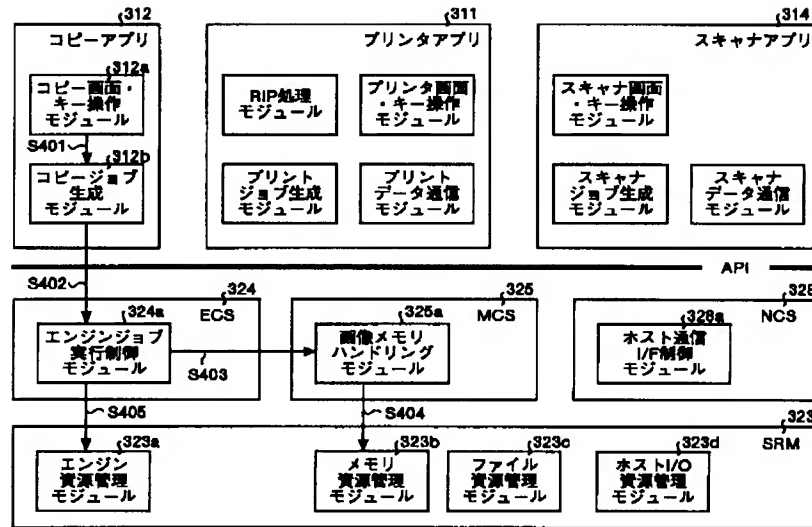 312
コピーアプリ
312a
コピー画面・
キー操作
モジュール
S401
312b
コピージョブ
生成
モジュール
311
プリンタアプリ
RIP処理
モジュール
プリンタ画面
・キー操作
モジュール
プリント
ジョブ生成
モジュール
プリント
データ通信
モジュール
314
スキャナアプリ
スキャナ画面
・キー操作
モジュール
スキャナ
ジョブ生成
モジュール
スキャナ
データ通信
モジュール
API
S402
324
ECS
324a
エンジンジョブ
実行制御
モジュール
S403
325
MCS
325a
画像メモリ
ハンドリング
モジュール
328
NCS
328a
ホスト通信
I/F制御
モジュール
S405
S404
323
SRM
323a
エンジン
資源管理
モジュール
323b
メモリ
資源管理
モジュール
323c
ファイル
資源管理
モジュール
323d
ホストI/O
資源管理
モジュール